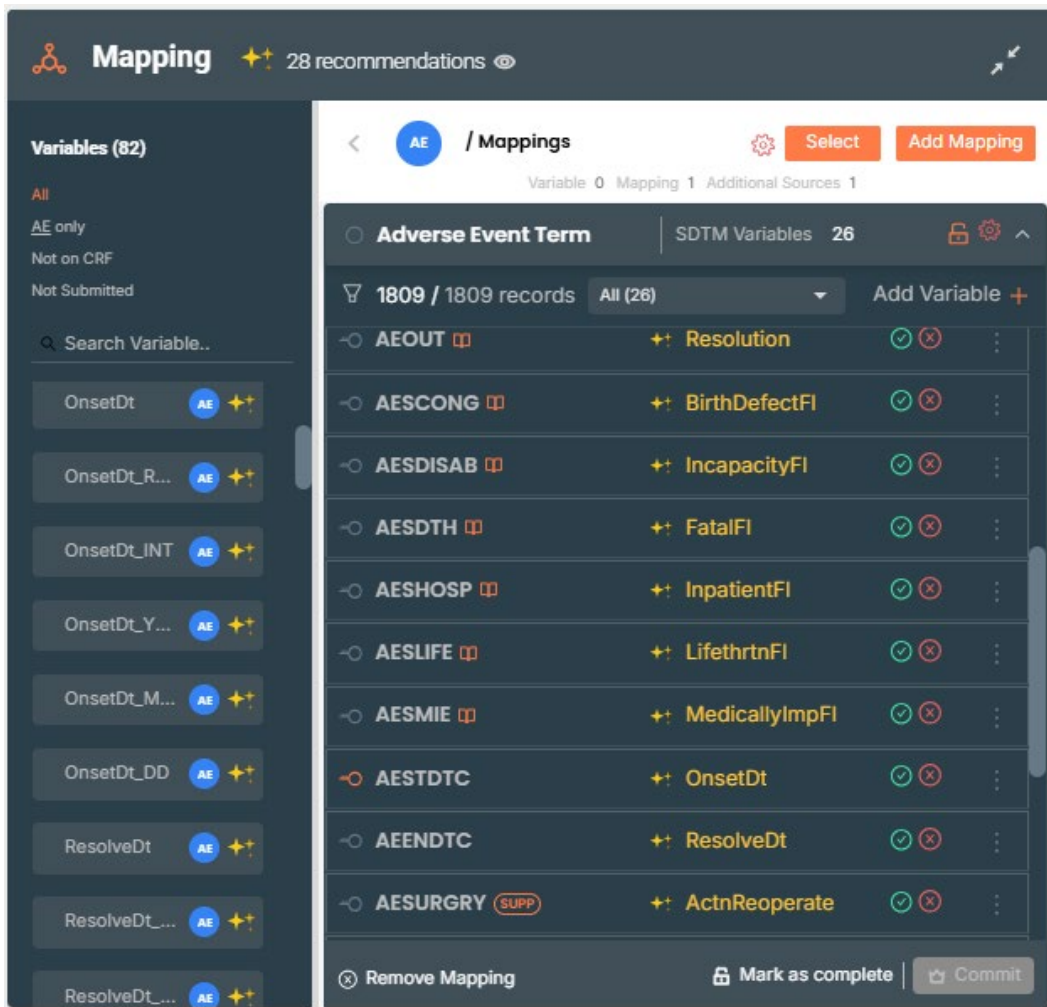 Mapping 28 recommendations
Variables (82)
All
AE only
Not on CRF
Not Submitted
Search Variable..
OnsetDt AE
OnsetDt_R... AE
OnsetDt_INT AE
OnsetDt_Y... AE
OnsetDt_M... AE
OnsetDt_DD AE
ResolveDt AE
ResolveDt_... AE
ResolveDt_... AE
AE / Mappings Select Add Mapping
Variable 0 Mapping 1 Additional Sources 1
Adverse Event Term SDTM Variables 26
1809 / 1809 records All (26) Add Variable +
AEOUT Resolution
AESCONG BirthDefectFl
AESDISAB IncapacityFl
AESDTH FatalFl
AESHOSP InpatientFl
AESLIFE LifethrtnFl
AESMIE MedicallyImpFl
AESTDTC OnsetDt
AEENDTC ResolveDt
AESURGRY SUPP ActnReoperate
Remove Mapping Mark as complete Commit